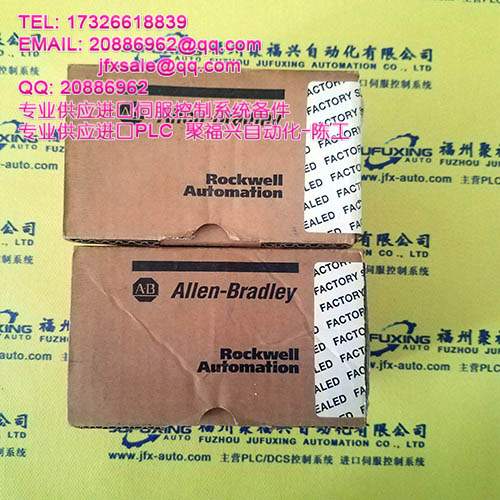 TEL: 17326618839
EMAIL: 20886962@qq.com
jfxsale@qq.com
QQ: 20886962
专业供应进口伺服控制系统备件
专业供应进口PLC 聚福兴自动化-陈工
Allen-Bradley
Rockwell
Automation
FACTORY SEALED
AB Allen-Bradley
Rockwell
Automation
FACTORY SEALED
JUFUXING
福州聚福兴自动化有限公司
FUZHOU JUFUXING AUTOMATION CO., LTD
www.jfx-auto.com 主营PLC/DCS控制系统 进口伺服控制系统